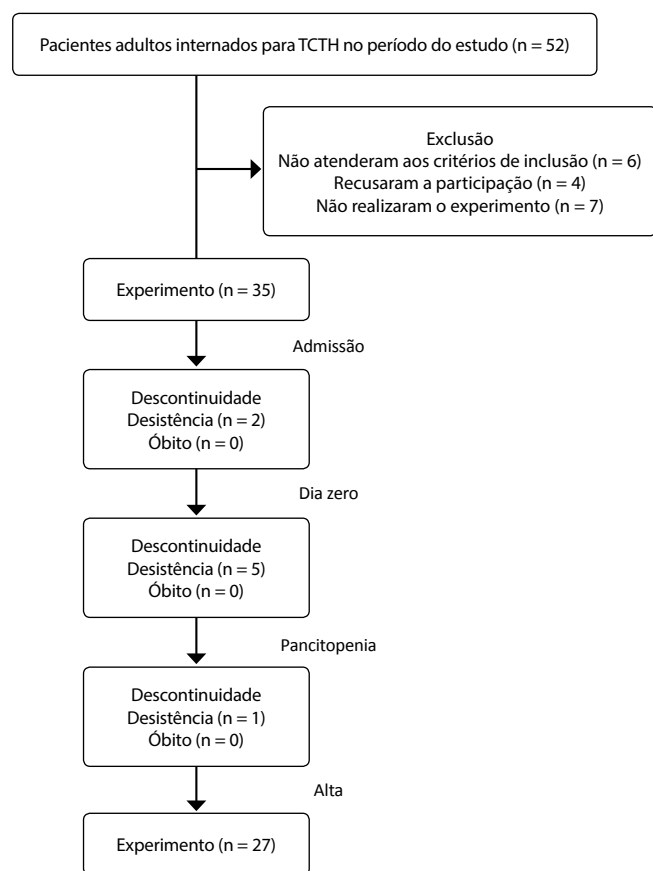 Pacientes adultos internados para TCTH no período do estudo (n = 52)
Exclusão
Não atenderam aos critérios de inclusão (n = 6)
Recusaram a participação (n = 4)
Não realizaram o experimento (n = 7)
Experimento (n = 35)
Admissão
Descontinuidade
Desistência (n = 2)
Óbito (n = 0)
Dia zero
Descontinuidade
Desistência (n = 5)
Óbito (n = 0)
Pancitopenia
Descontinuidade
Desistência (n = 1)
Óbito (n = 0)
Alta
Experimento (n = 27)